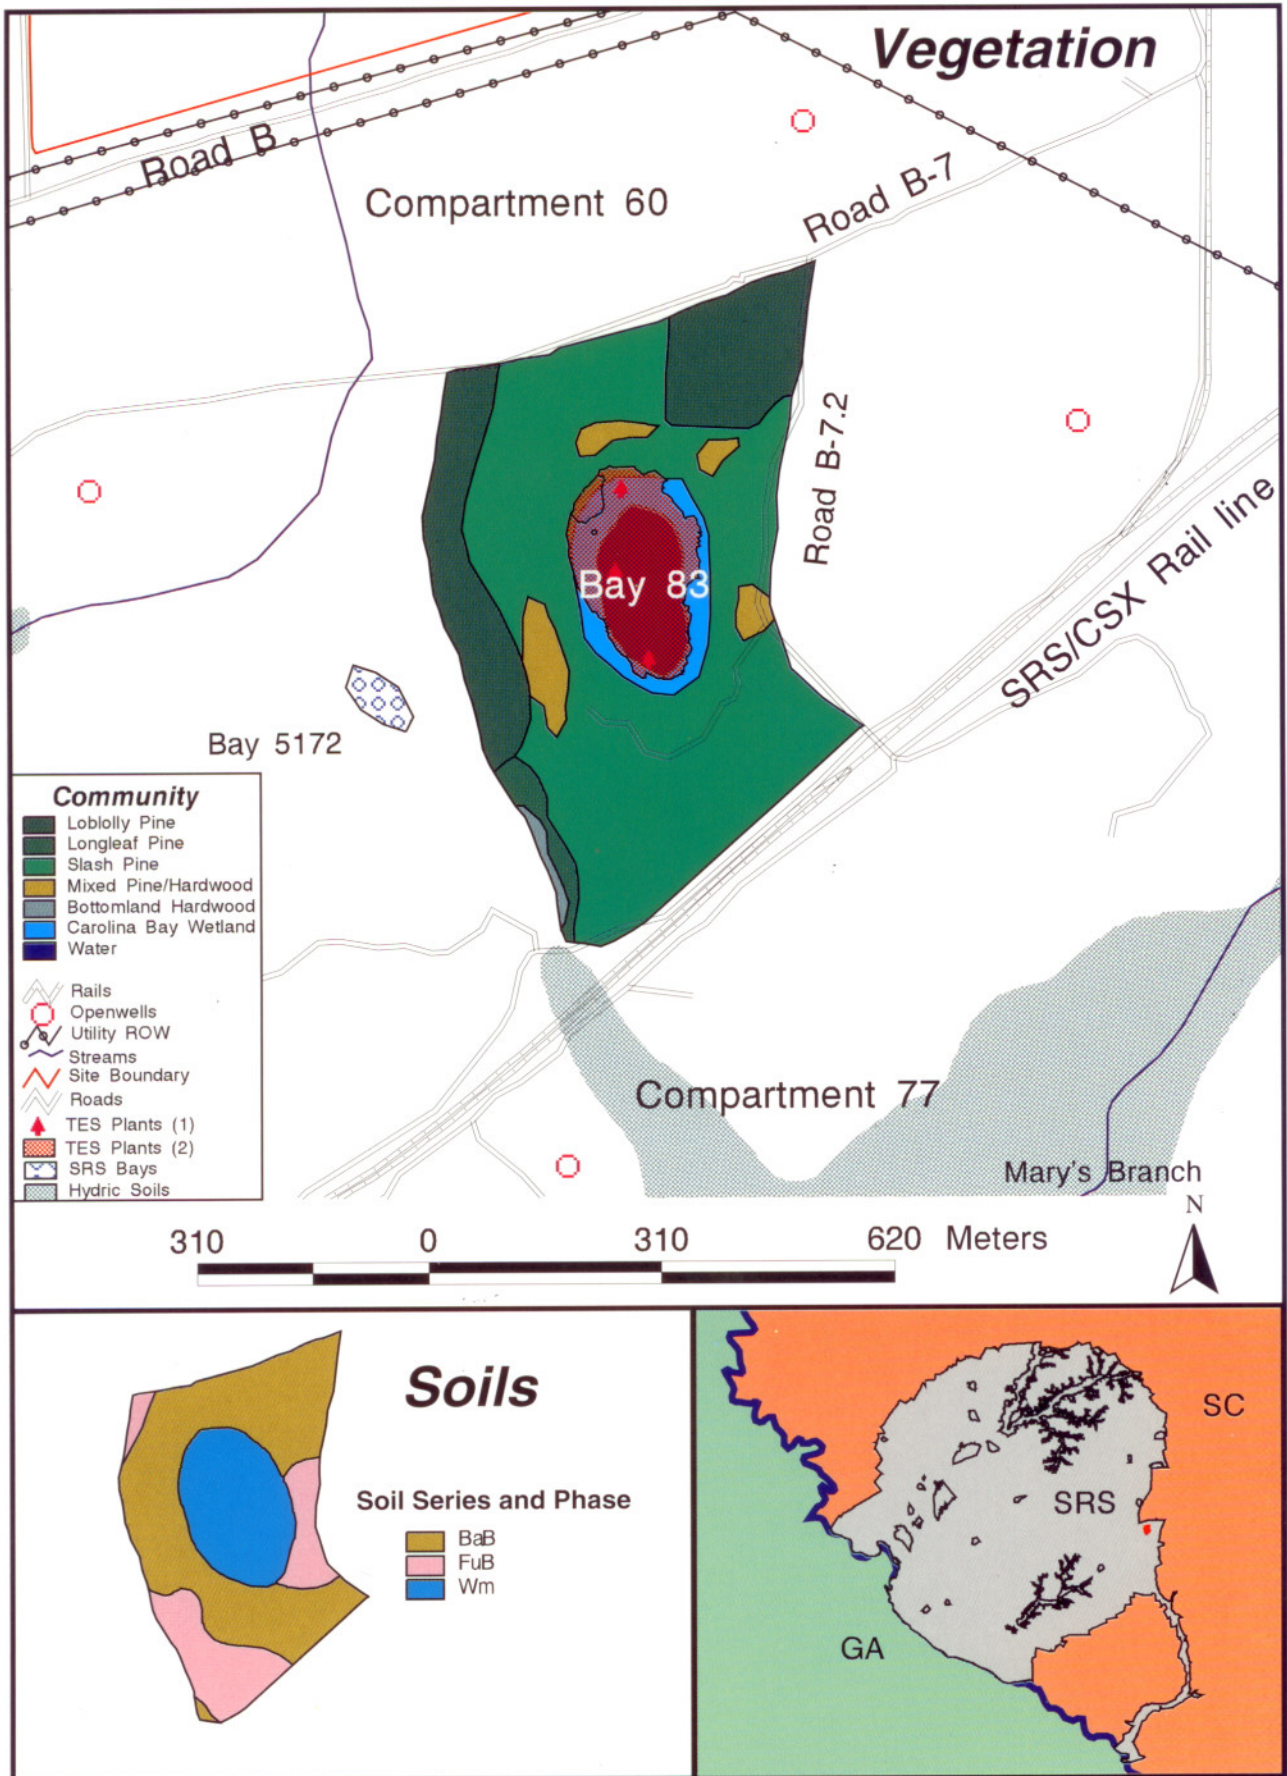 Vegetation
Road B
Compartment 60
Road B-7
Road B-7.2
SRS/CSX Rail line
Bay 83
Bay 5172
Community
Loblolly Pine
Longleaf Pine
Slash Pine
Mixed Pine/Hardwood
Bottomland Hardwood
Carolina Bay Wetland
Water
Rails
Openwells
Utility ROW
Streams
Site Boundary
Roads
TES Plants (1)
TES Plants (2)
SRS Bays
Hydric Soils
Compartment 77
Mary's Branch
N
310 0 310 620 Meters
Soils
Soil Series and Phase
BaB
FuB
Wm
SC
SRS
GA